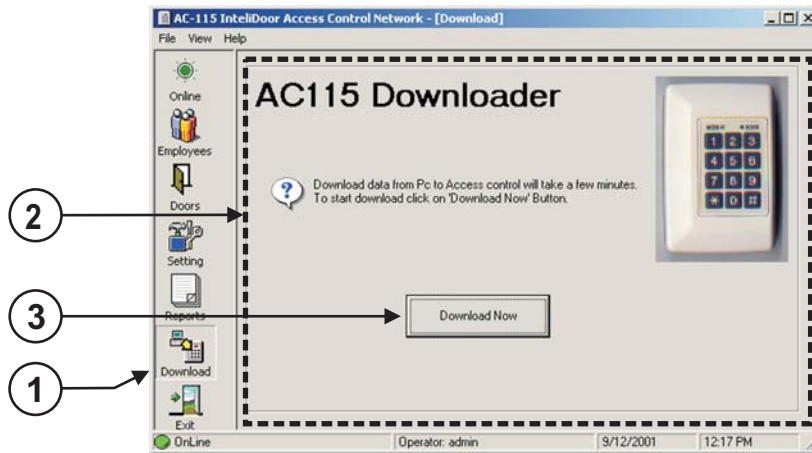 AC-115 InteliDoor Access Control Network - [Download]
File View Help
Online
Employees
Doors
Setting
Reports
Download
Exit
AC115 Downloader
Download data from Pc to Access control will take a few minutes.
To start download click on 'Download Now' Button.
1 2 3
4 5 6
7 8 9
* 0 #
Download Now
2
3
1
OnLine
Operator: admin
9/12/2001
12:17 PM